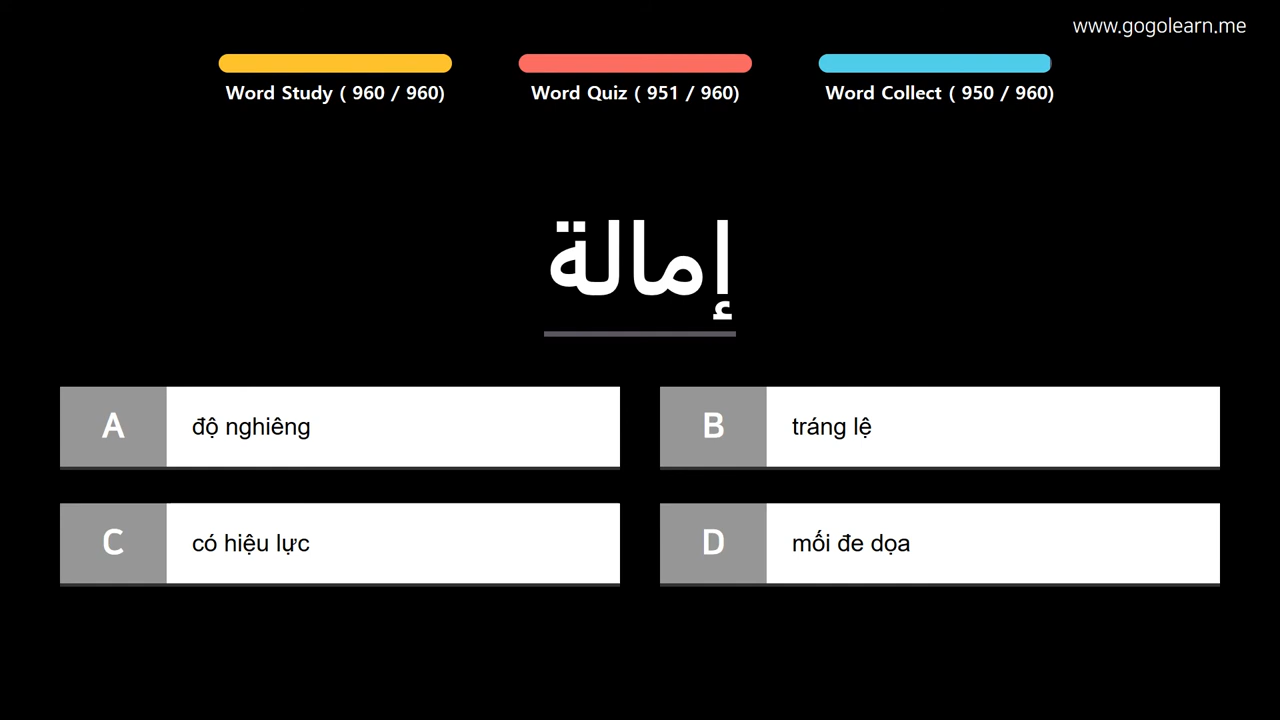 www.gogolearn.me
Word Study ( 960 / 960)
Word Quiz ( 951 / 960)
Word Collect ( 950 / 960)
إمالة
A độ nghiêng
B tráng lệ
C có hiệu lực
D mối đe dọa